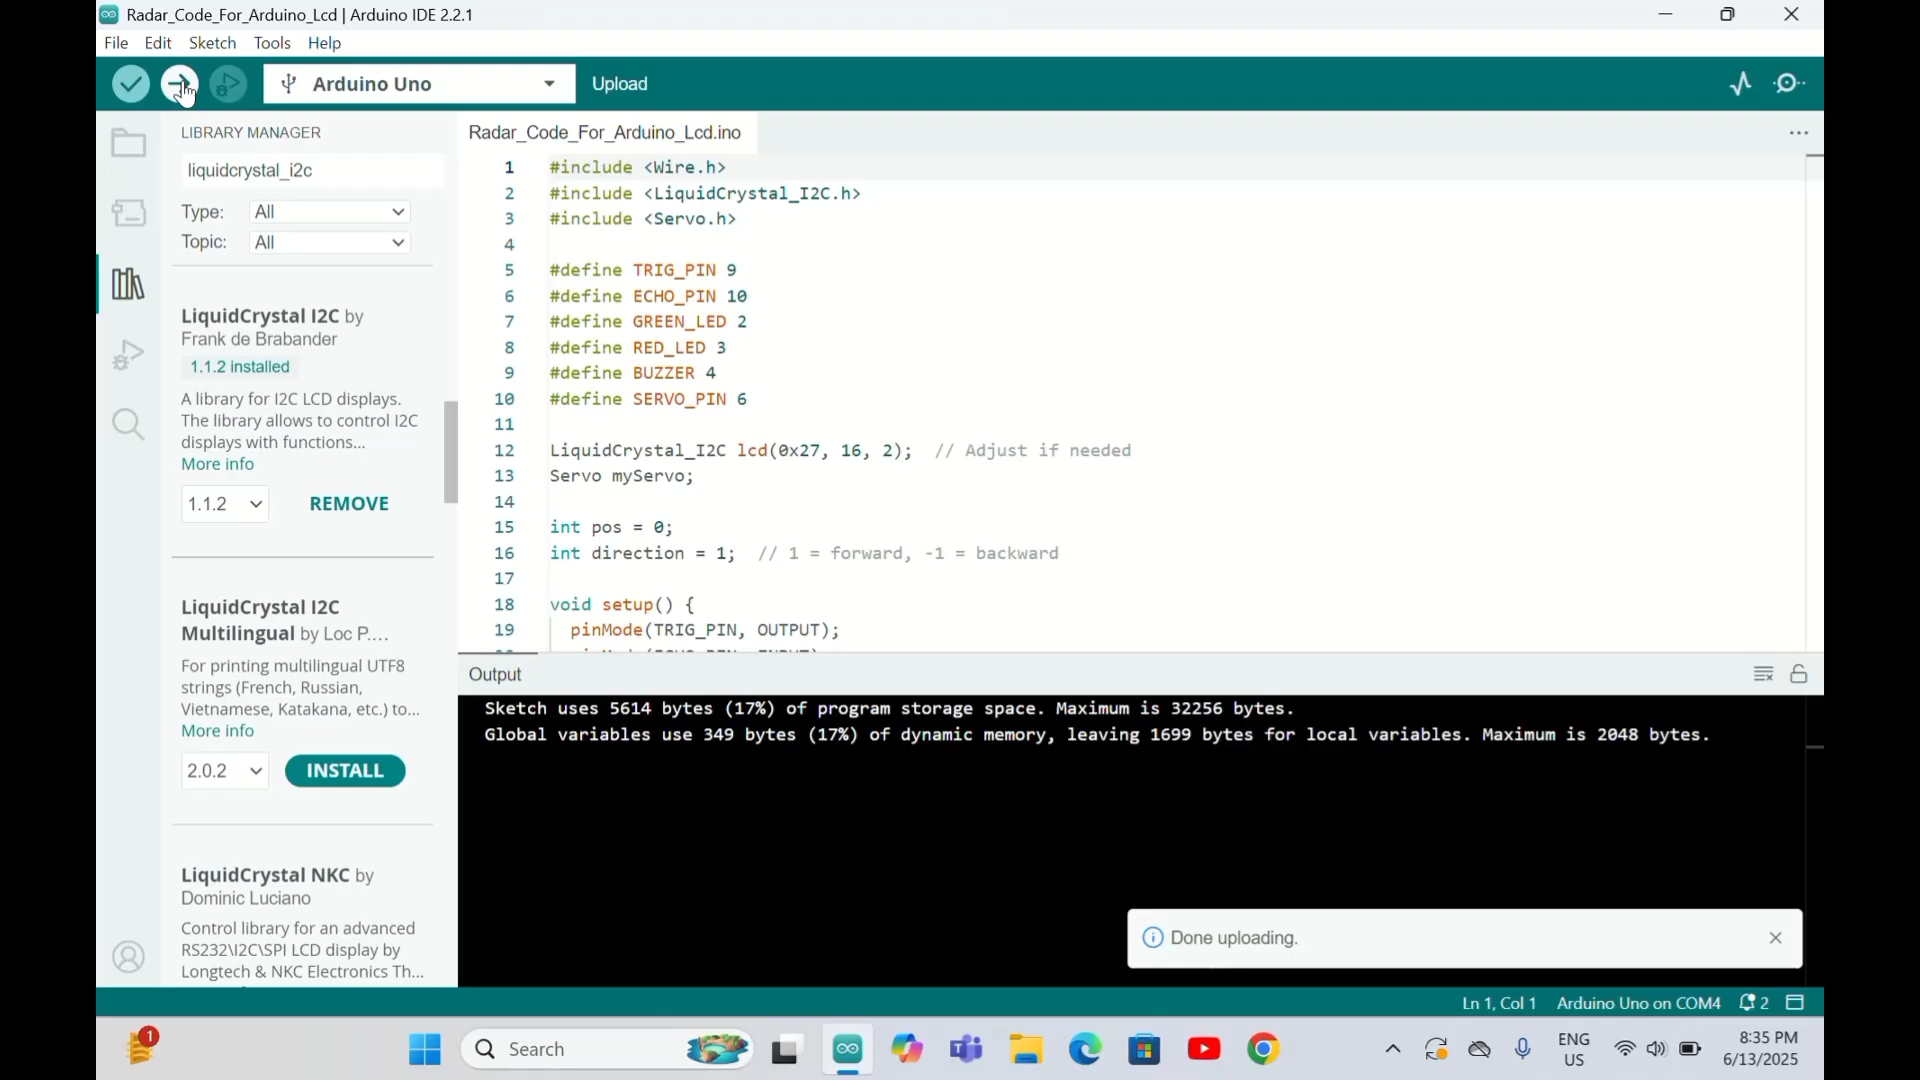 Radar_Code_For_Arduino_Lcd | Arduino IDE 2.2.1
File Edit Sketch Tools Help
Arduino Uno
Upload
LIBRARY MANAGER
liquidcrystal_i2c
Type: All
Topic: All
LiquidCrystal I2C by
Frank de Brabander
1.1.2 installed
A library for I2C LCD displays.
The library allows to control I2C
displays with functions...
More info
1.1.2 REMOVE
LiquidCrystal I2C
Multilingual by Loc P....
For printing multilingual UTF8
strings (French, Russian,
Vietnamese, Katakana, etc.) to...
More info
2.0.2 INSTALL
LiquidCrystal NKC by
Dominic Luciano
Control library for an advanced
RS232\I2C\SPI LCD display by
Longtech & NKC Electronics Th...
Radar_Code_For_Arduino_Lcd.ino
1 #include <Wire.h>
2 #include <LiquidCrystal_I2C.h>
3 #include <Servo.h>
4
5 #define TRIG_PIN 9
6 #define ECHO_PIN 10
7 #define GREEN_LED 2
8 #define RED_LED 3
9 #define BUZZER 4
10 #define SERVO_PIN 6
11
12 LiquidCrystal_I2C lcd(0x27, 16, 2); // Adjust if needed
13 Servo myServo;
14
15 int pos = 0;
16 int direction = 1; // 1 = forward, -1 = backward
17
18 void setup() {
19 pinMode(TRIG_PIN, OUTPUT);
Output
Sketch uses 5614 bytes (17%) of program storage space. Maximum is 32256 bytes.
Global variables use 349 bytes (17%) of dynamic memory, leaving 1699 bytes for local variables. Maximum is 2048 bytes.
Done uploading.
Ln 1, Col 1 Arduino Uno on COM4 2
1
Search
ENG
US
8:35 PM
6/13/2025